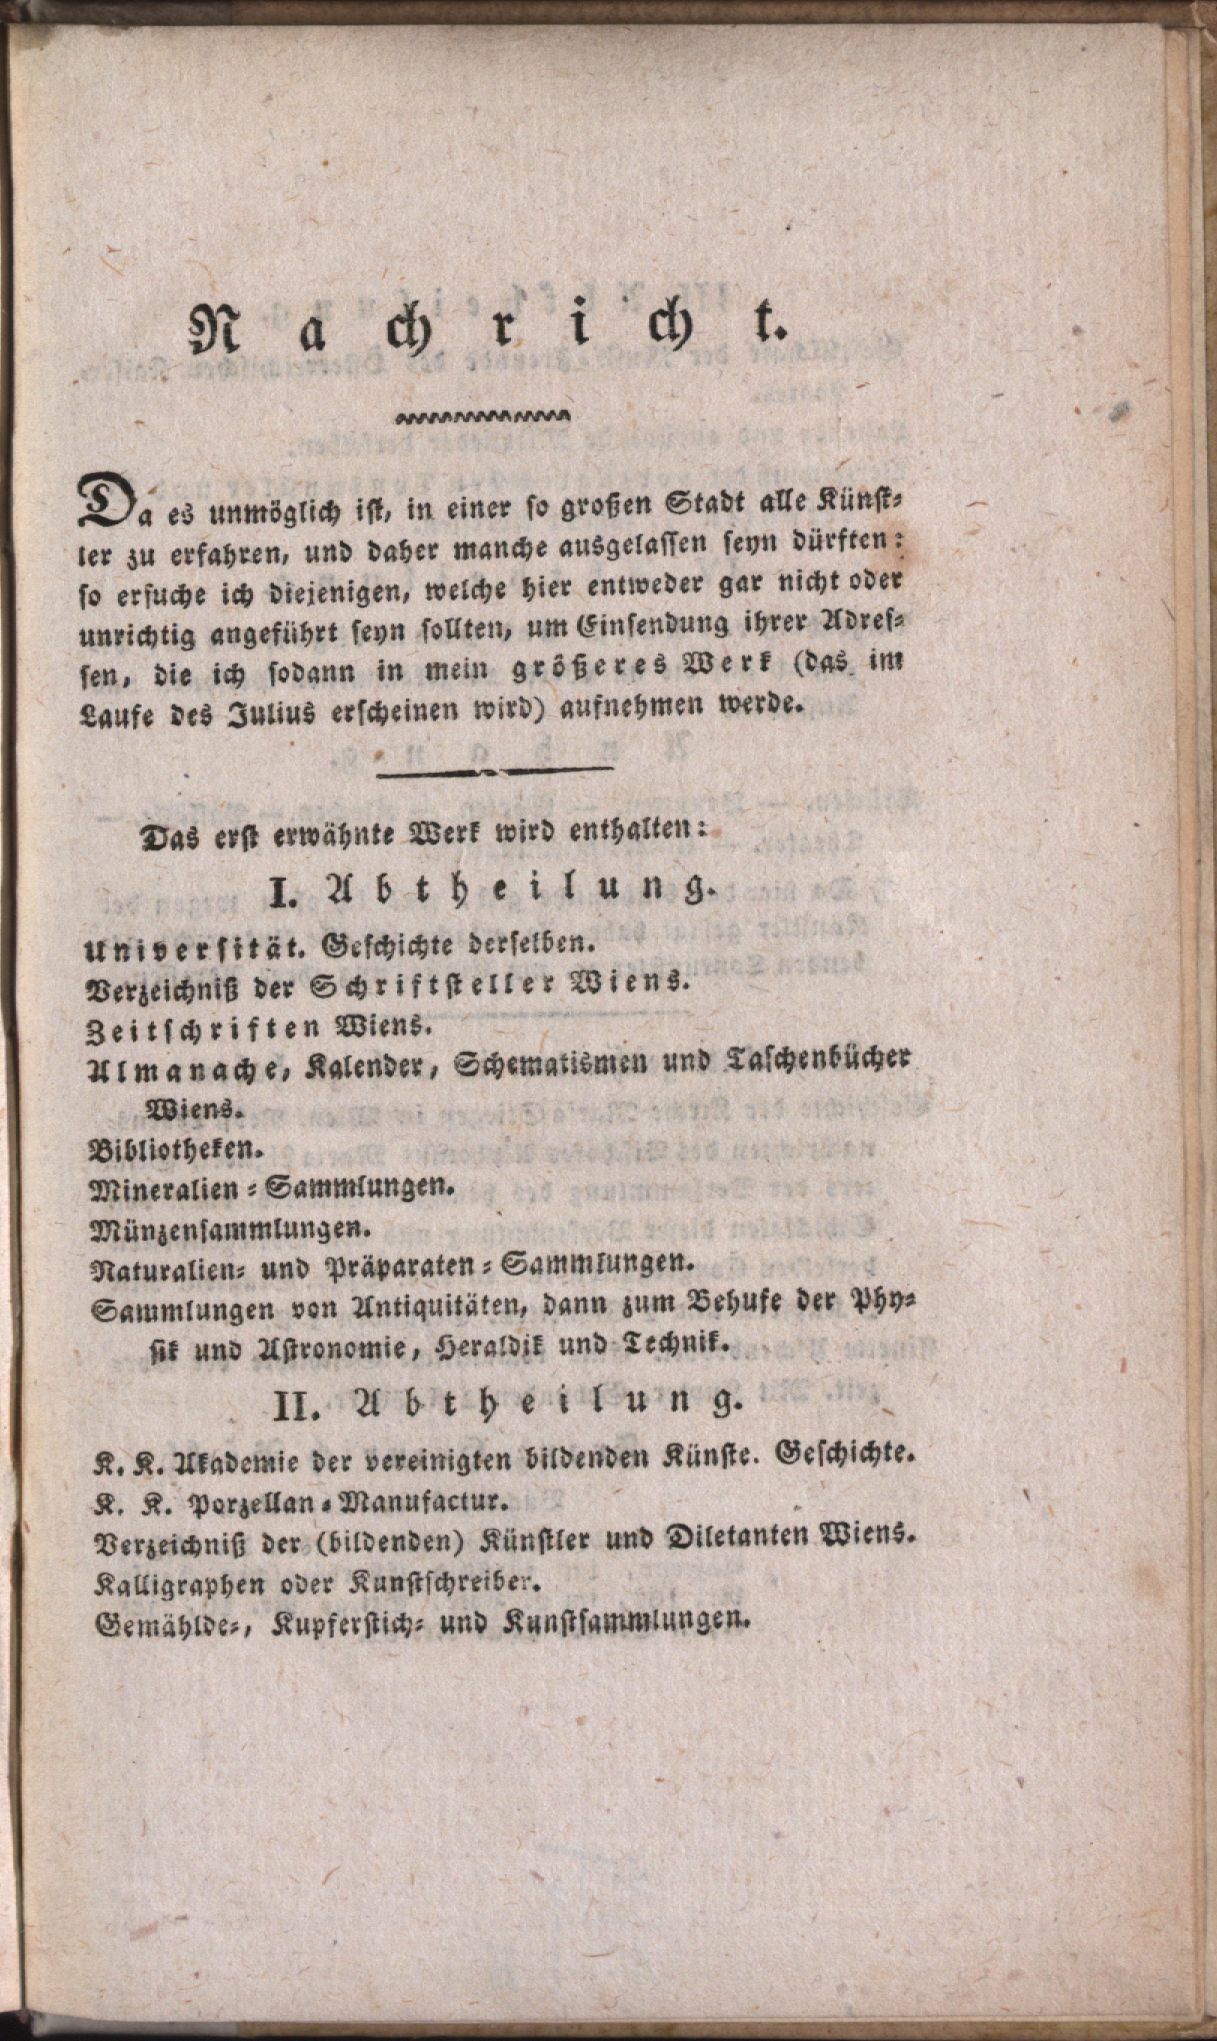 Nachricht.
Da es unmöglich ist, in einer so großen Stadt alle Künst-
ler zu erfahren, und daher manche ausgelassen seyn dürften:
so ersuche ich diejenigen, welche hier entweder gar nicht oder
unrichtig angeführt seyn sollten, um Einsendung ihrer Adres-
sen, die ich sodann in mein größeres Werk (das im
Laufe des Julius erscheinen wird) aufnehmen werde.
Das erst erwähnte Werk wird enthalten:
I. Abtheilung.
Universität. Geschichte derselben.
Verzeichniß der Schriftsteller Wiens.
Zeitschriften Wiens.
Almanache, Kalender, Schematismen und Taschenbücher
Wiens.
Bibliotheken.
Mineralien-Sammlungen.
Münzensammlungen.
Naturalien- und Präparaten-Sammlungen.
Sammlungen von Antiquitäten, dann zum Behufe der Phy-
sik und Astronomie, Heraldik und Technik.
II. Abtheilung.
K. K. Akademie der vereinigten bildenden Künste. Geschichte.
K. K. Porzellan-Manufactur.
Verzeichniß der (bildenden) Künstler und Diletanten Wiens.
Kalligraphen oder Kunstschreiber.
Gemählde-, Kupferstich- und Kunstsammlungen.